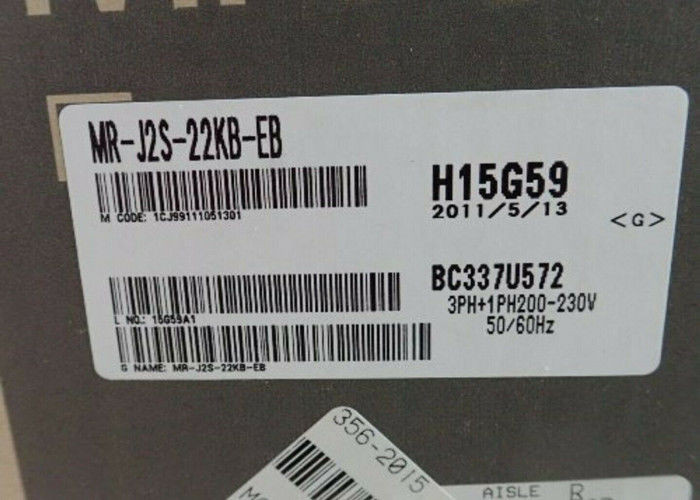 MR-J2S-22KB-EB
H15G59
2011/5/13
M CODE: 1CJ99111051301
<G>
BC337U572
3PH+1PH200-230V
50/60Hz
L NO.: 15G59A1
G NAME: MR-J2S-22KB-EB
356-2015
AISLE R